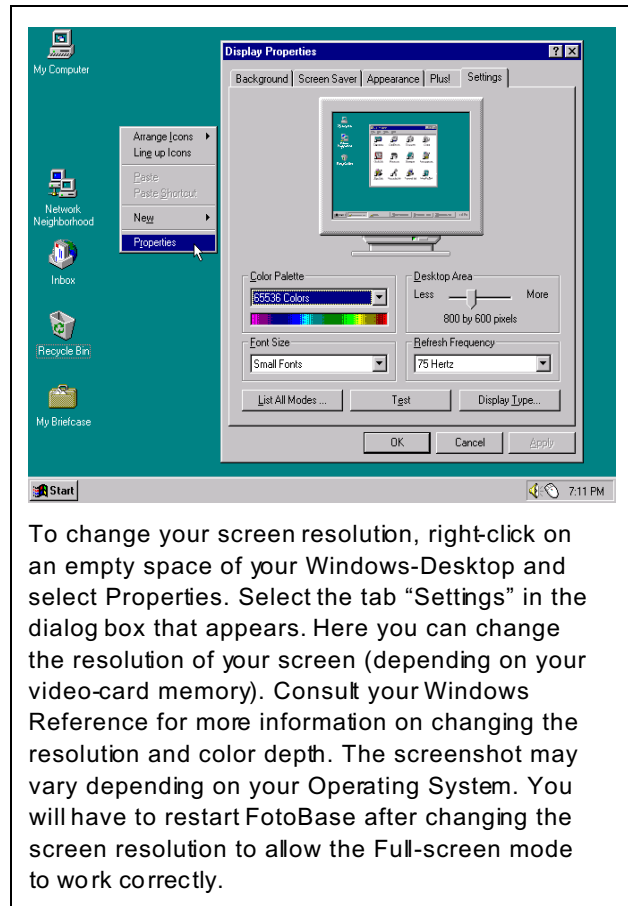 My Computer
Network
Neighborhood
Inbox
Recycle Bin
My Briefcase
Arrange Icons
Line up Icons
Paste
Paste Shortcut
New
Properties
Display Properties
Background Screen Saver Appearance Plus! Settings
Color Palette
65536 Colors
Desktop Area
Less More
800 by 600 pixels
Font Size
Small Fonts
Refresh Frequency
75 Hertz
List All Modes ... Test Display Type...
OK Cancel Apply
Start 7:11 PM
To change your screen resolution, right-click on
an empty space of your Windows-Desktop and
select Properties. Select the tab “Settings” in the
dialog box that appears. Here you can change
the resolution of your screen (depending on your
video-card memory). Consult your Windows
Reference for more information on changing the
resolution and color depth. The screenshot may
vary depending on your Operating System. You
will have to restart FotoBase after changing the
screen resolution to allow the Full-screen mode
to work correctly.